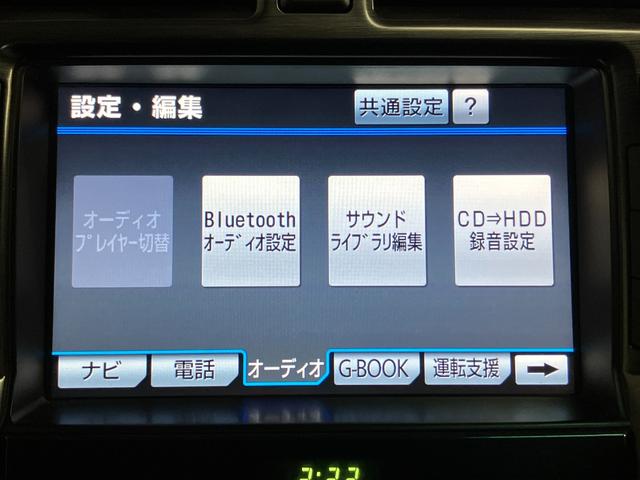 設定・編集
共通設定
?
オーディオ
プレイヤー切替
Bluetooth
オーディオ設定
サウンド
ライブラリ編集
CD⇒HDD
録音設定
ナビ
電話
オーディオ
G-BOOK
運転支援
→